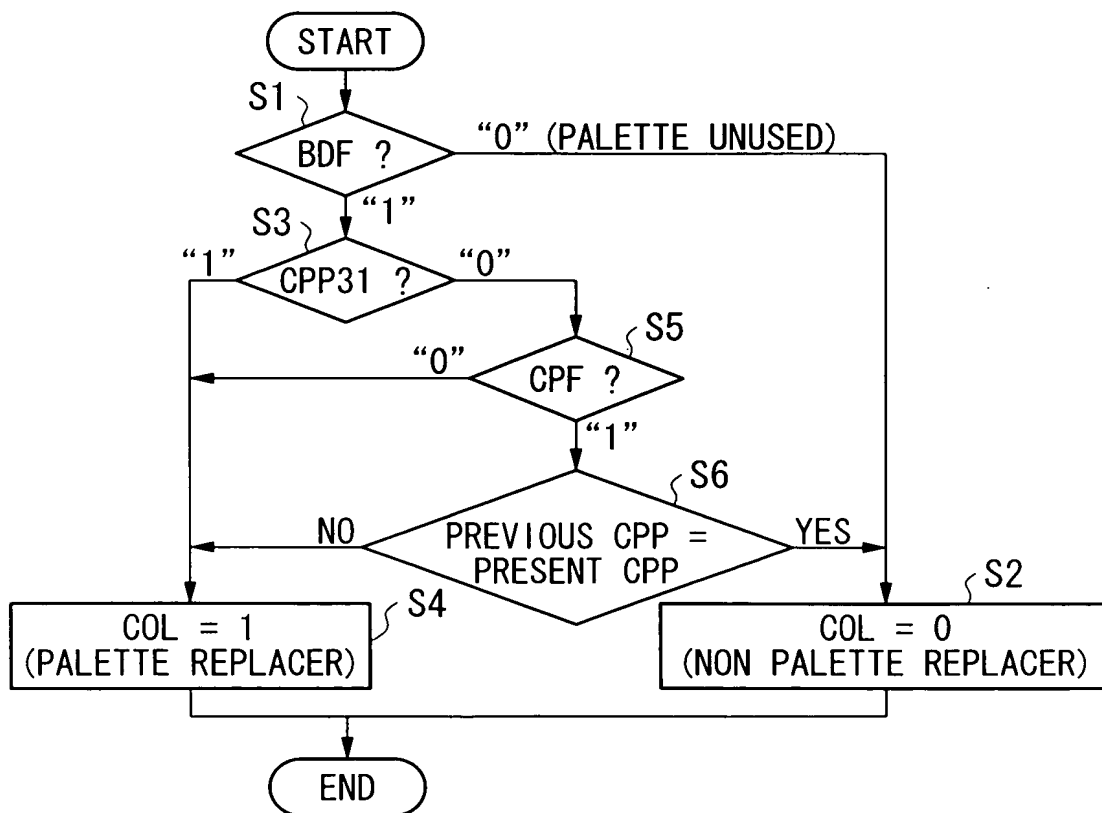 START
S1
BDF ?
“0” (PALETTE UNUSED)
“1”
S3
“1”
CPP31 ?
“0”
S5
“0”
CPF ?
“1”
S6
NO
PREVIOUS CPP =
PRESENT CPP
YES
S4
S2
COL = 1
(PALETTE REPLACER)
COL = 0
(NON PALETTE REPLACER)
END